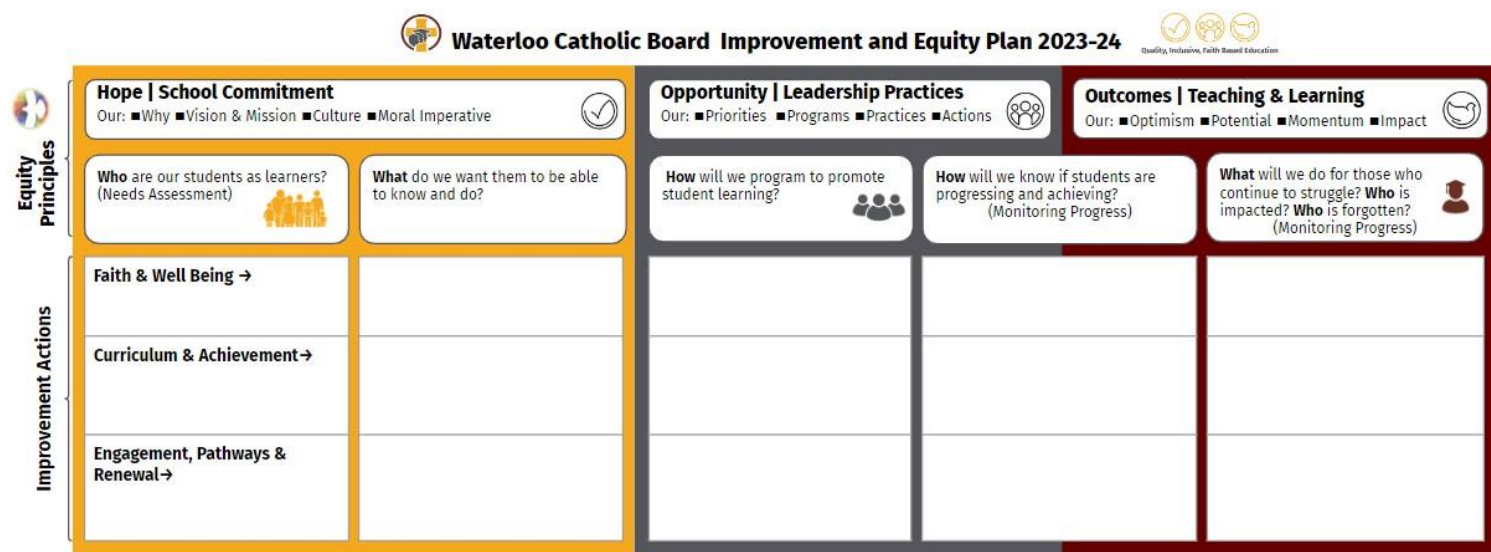 Waterloo Catholic Board Improvement and Equity Plan 2023-24
Quality, Inclusive, Faith Based Education
Equity Principles
Hope | School Commitment
Our: ■Why ■Vision & Mission ■Culture ■Moral Imperative
Opportunity | Leadership Practices
Our: ■Priorities ■Programs ■Practices ■Actions
Outcomes | Teaching & Learning
Our: ■Optimism ■Potential ■Momentum ■Impact
Who are our students as learners?
(Needs Assessment)
What do we want them to be able
to know and do?
How will we program to promote
student learning?
How will we know if students are
progressing and achieving?
(Monitoring Progress)
What will we do for those who
continue to struggle? Who is
impacted? Who is forgotten?
(Monitoring Progress)
Improvement Actions
Faith & Well Being →
Curriculum & Achievement→
Engagement, Pathways &
Renewal→